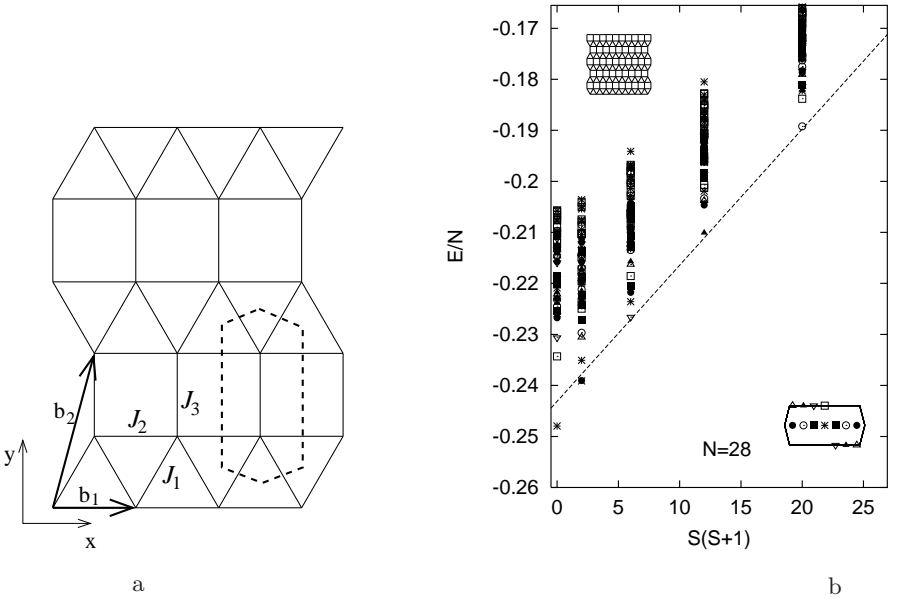 J3
J2
J1
b2
b1
y
x
a
-0.17
-0.18
-0.19
-0.2
-0.21
-0.22
-0.23
-0.24
-0.25
-0.26
E/N
N=28
0 5 10 15 20 25
S(S+1)
b